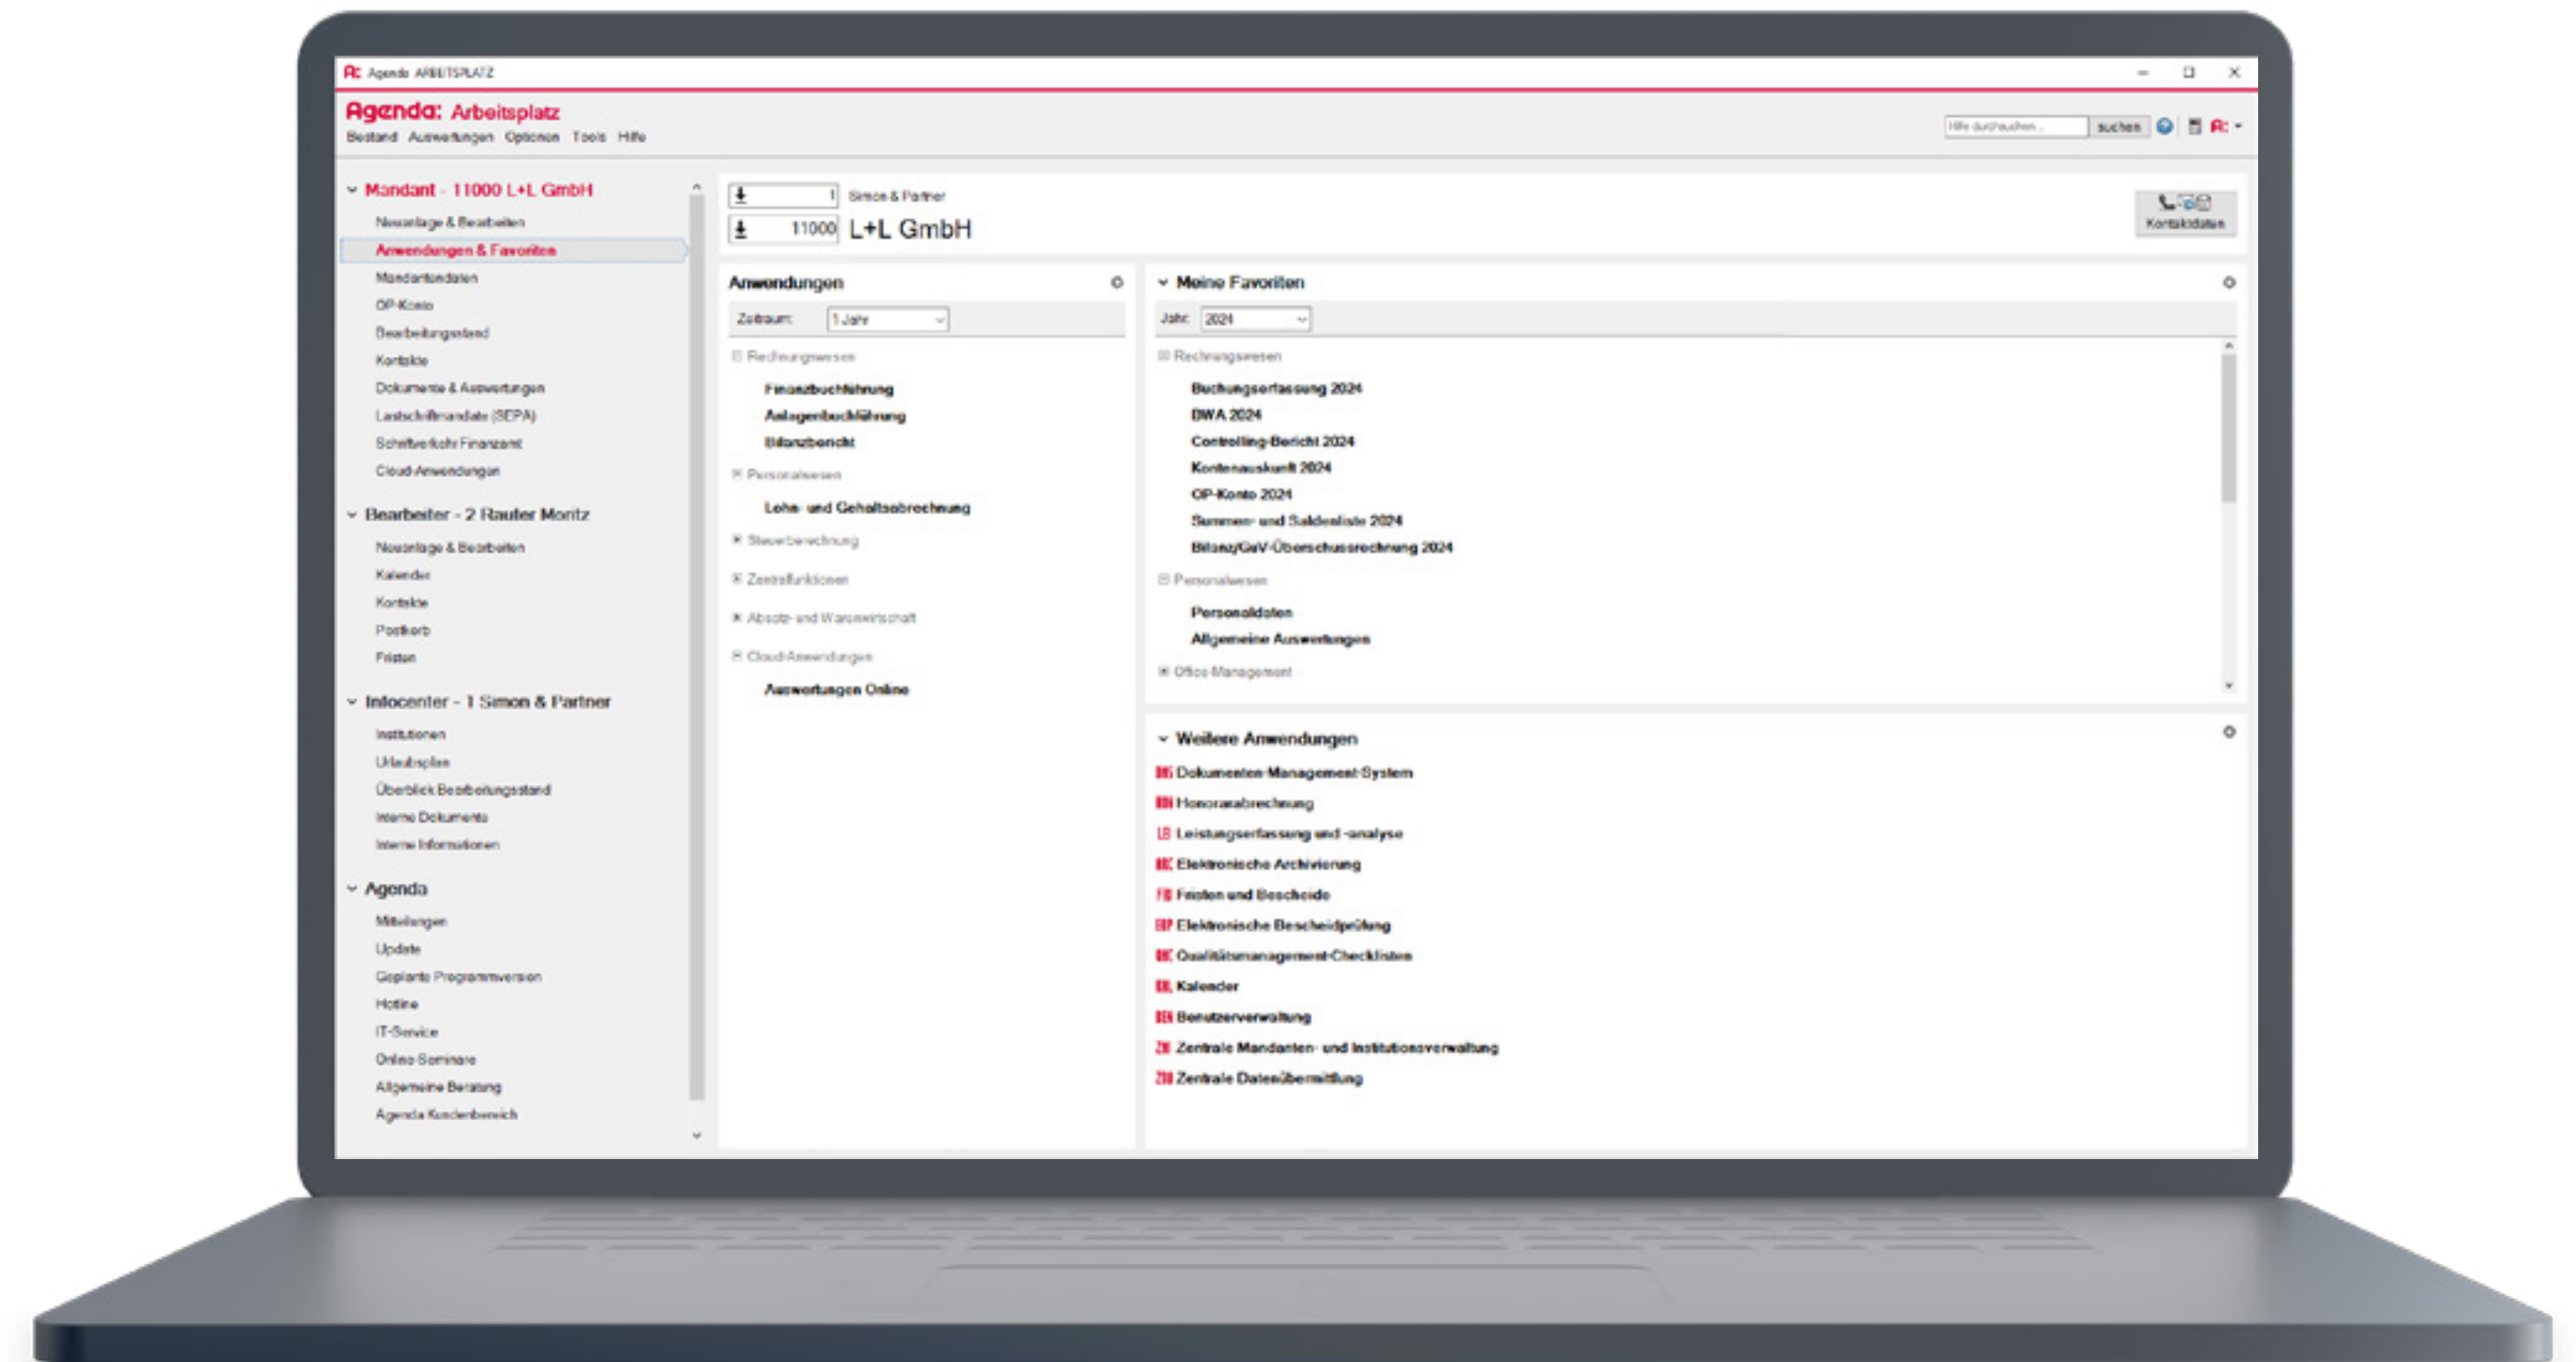 Agenda ARBEITSPLATZ
Agenda: Arbeitsplatz
Bestand Auswertungen Optionen Tools Hilfe
Hilfe durchsuchen ...
suchen
Mandant - 11000 L+L GmbH
Neuanlage & Bearbeiten
Anwendungen & Favoriten
Mandantendaten
OP-Konto
Bearbeitungsstand
Kontakte
Dokumente & Auswertungen
Lastschriftmandate (SEPA)
Schriftverkehr Finanzamt
Cloud-Anwendungen
Bearbeiter - 2 Rauter Moritz
Neuanlage & Bearbeiten
Kalender
Kontakte
Postkorb
Fristen
Infocenter - 1 Simon & Partner
Institutionen
Urlaubsplan
Überblick Bearbeitungsstand
Interne Dokumente
Interne Informationen
Agenda
Mitteilungen
Update
Geplante Programmversion
Hotline
IT-Service
Online-Seminare
Allgemeine Beratung
Agenda Kundenbereich
1 Simon & Partner
11000 L+L GmbH
Kontaktdaten
Anwendungen
Zeitraum: 1 Jahr
Rechnungswesen
Finanzbuchführung
Anlagenbuchführung
Bilanzbericht
Personalwesen
Lohn- und Gehaltsabrechnung
Steuerberechnung
Zentralfunktionen
Absatz- und Warenwirtschaft
Cloud-Anwendungen
Auswertungen Online
Meine Favoriten
Jahr: 2024
Rechnungswesen
Buchungserfassung 2024
BWA 2024
Controlling-Bericht 2024
Kontenauskunft 2024
OP-Konto 2024
Summen- und Saldenliste 2024
Bilanz/GuV-Überschussrechnung 2024
Personalwesen
Personaldaten
Allgemeine Auswertungen
Office-Management
Weitere Anwendungen
Dokumenten-Management-System
Honorarabrechnung
Leistungserfassung und -analyse
Elektronische Archivierung
Fristen und Bescheide
Elektronische Bescheidprüfung
Qualitätsmanagement-Checklisten
Kalender
BEN Benutzerverwaltung
Zentrale Mandanten- und Institutionsverwaltung
Zentrale Datenübermittlung